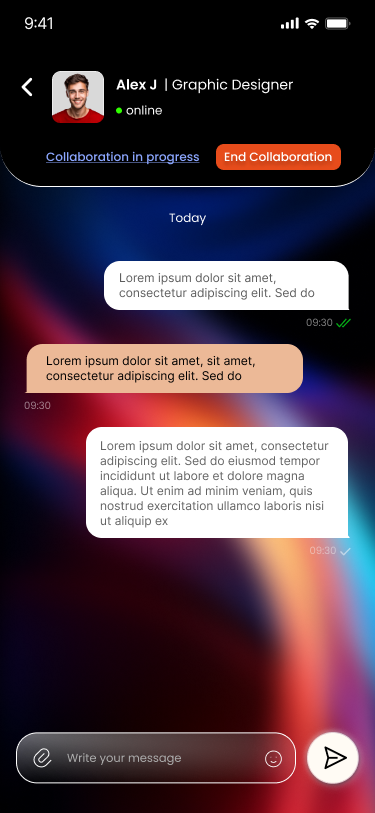 9:41
Alex J | Graphic Designer
online
Collaboration in progress
End Collaboration
Today
Lorem ipsum dolor sit amet,
consectetur adipiscing elit. Sed do
09:30
Lorem ipsum dolor sit amet, sit amet,
consectetur adipiscing elit. Sed do
09:30
Lorem ipsum dolor sit amet, consectetur
adipiscing elit. Sed do eiusmod tempor
incididunt ut labore et dolore magna
aliqua. Ut enim ad minim veniam, quis
nostrud exercitation ullamco laboris nisi
ut aliquip ex
09:30
Write your message